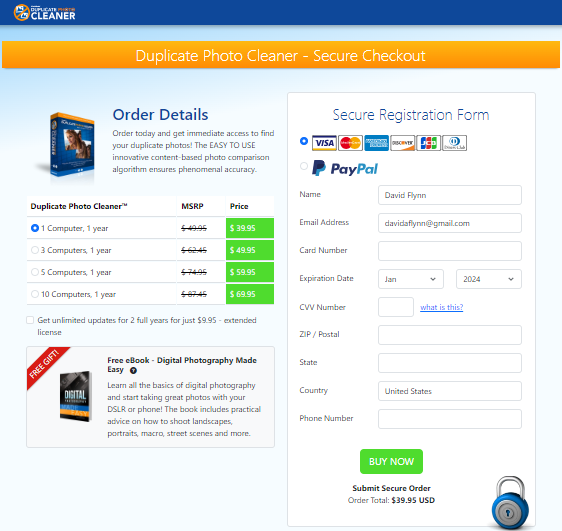 DUPLICATE PHOTO
CLEANER
Duplicate Photo Cleaner - Secure Checkout
Order Details
Order today and get immediate access to find
your duplicate photos! The EASY TO USE
innovative content-based photo comparison
algorithm ensures phenomenal accuracy.
Duplicate Photo Cleaner™ MSRP Price
1 Computer, 1 year $ 49.95 $ 39.95
3 Computers, 1 year $ 62.45 $ 49.95
5 Computers, 1 year $ 74.95 $ 59.95
10 Computers, 1 year $ 87.45 $ 69.95
Get unlimited updates for 2 full years for just $9.95 - extended
license
FREE GIFT!
DIGITAL
Free eBook - Digital Photography Made
Easy ?
Learn all the basics of digital photography
and start taking great photos with your
DSLR or phone! The book includes practical
advice on how to shoot landscapes,
portraits, macro, street scenes and more.
Secure Registration Form
VISA MasterCard DISCOVER JCB Diners Club
PayPal
Name David Flynn
Email Address davidaflynn@gmail.com
Card Number
Expiration Date Jan 2024
CVV Number what is this?
ZIP / Postal
State
Country United States
Phone Number
BUY NOW
Submit Secure Order
Order Total: $39.95 USD